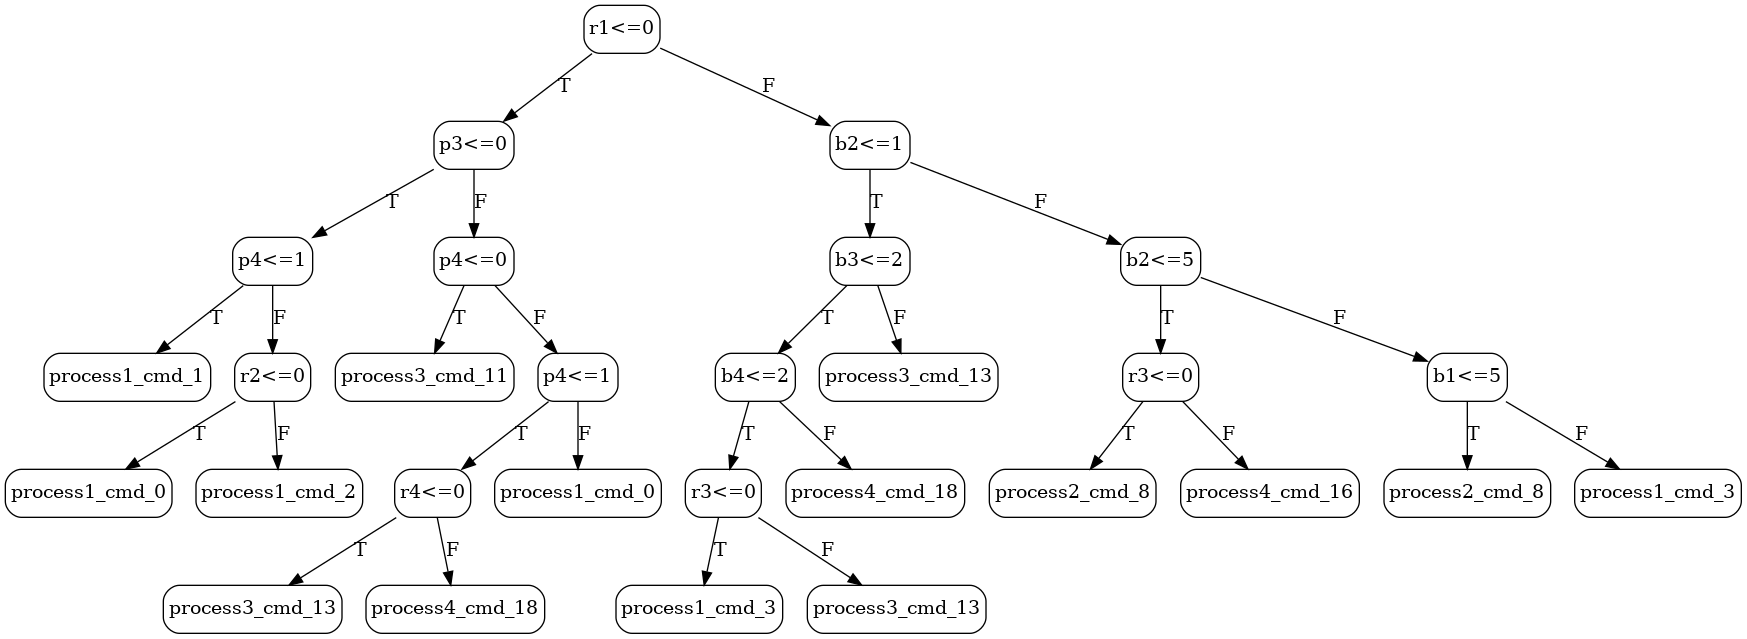 r1<=0
T
F
p3<=0
b2<=1
T
F
T
F
p4<=1
p4<=0
b3<=2
b2<=5
T
F
T
F
T
F
T
F
process1_cmd_1
r2<=0
process3_cmd_11
p4<=1
b4<=2
process3_cmd_13
r3<=0
b1<=5
T
F
T
F
T
F
T
F
T
F
process1_cmd_0
process1_cmd_2
r4<=0
process1_cmd_0
r3<=0
process4_cmd_18
process2_cmd_8
process4_cmd_16
process2_cmd_8
process1_cmd_3
T
F
T
F
process3_cmd_13
process4_cmd_18
process1_cmd_3
process3_cmd_13